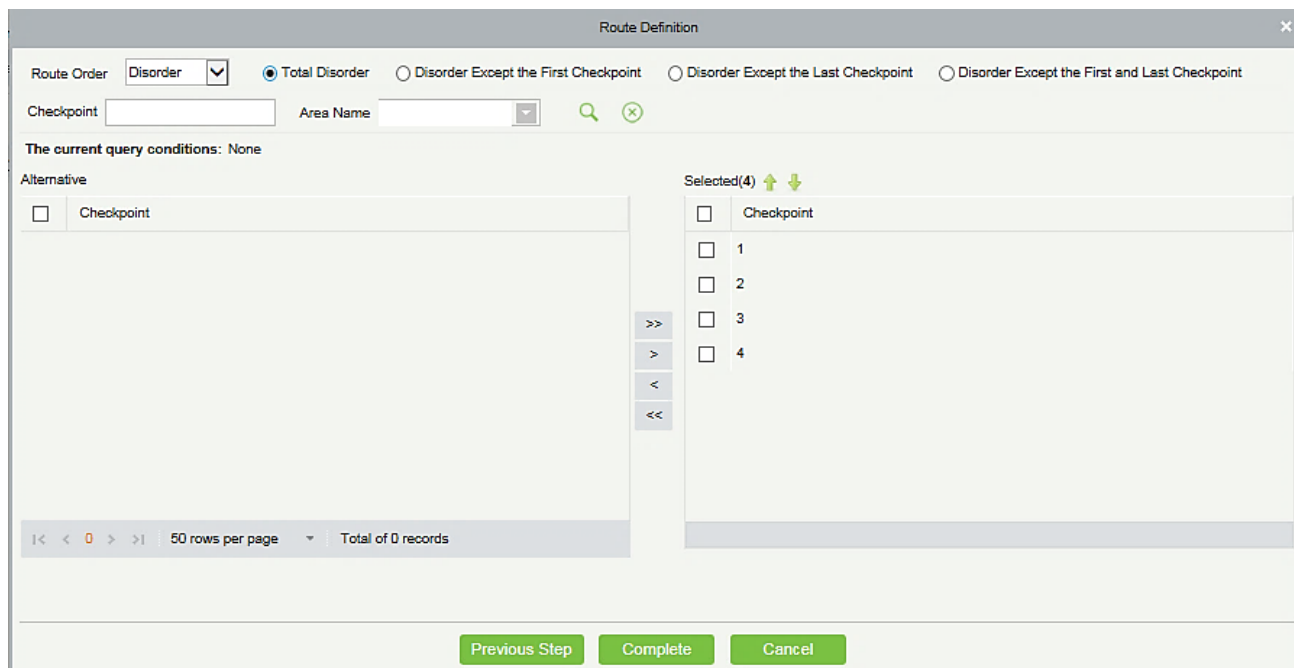 Route Definition
Route Order Disorder Total Disorder Disorder Except the First Checkpoint Disorder Except the Last Checkpoint Disorder Except the First and Last Checkpoint
Checkpoint Area Name
The current query conditions: None
Alternative
Selected(4)
Checkpoint
Checkpoint
1
2
3
4
>>
>
<
<<
0 50 rows per page Total of 0 records
Previous Step Complete Cancel